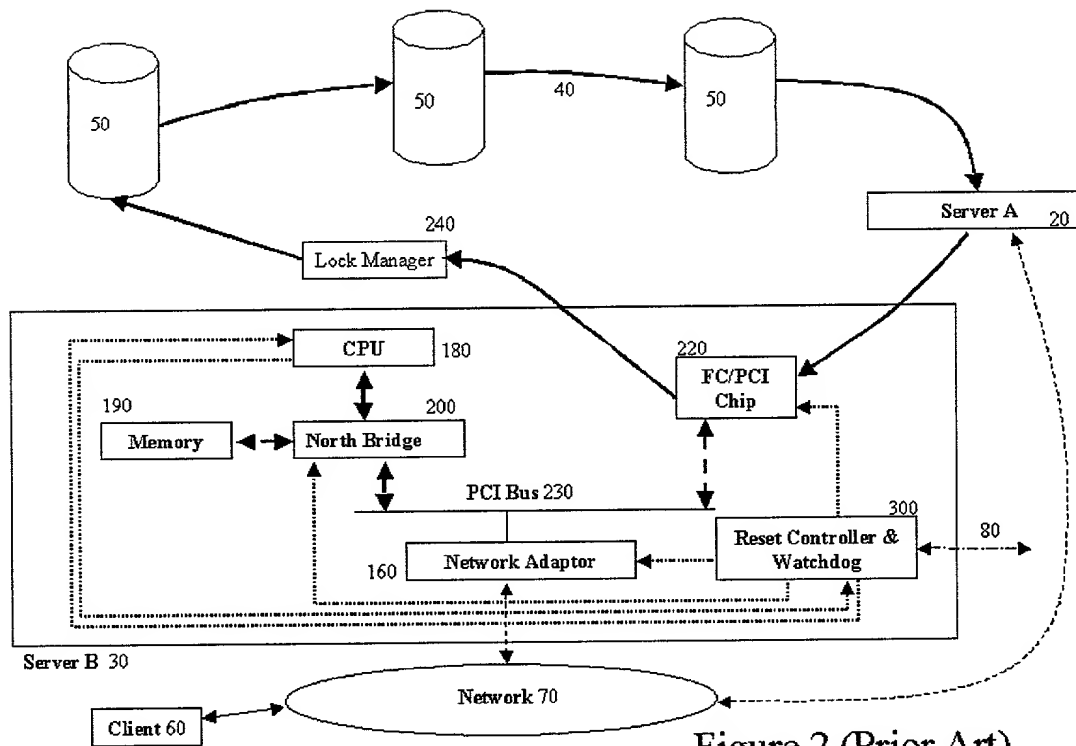 50
50
40
50
Server A 20
240
Lock Manager
CPU
180
220
FC/PCI
Chip
190
200
Memory
North Bridge
PCI Bus 230
300
Reset Controller &
Watchdog
80
160
Network Adaptor
Server B 30
Network 70
Client 60
Figure 2 (Prior Art)